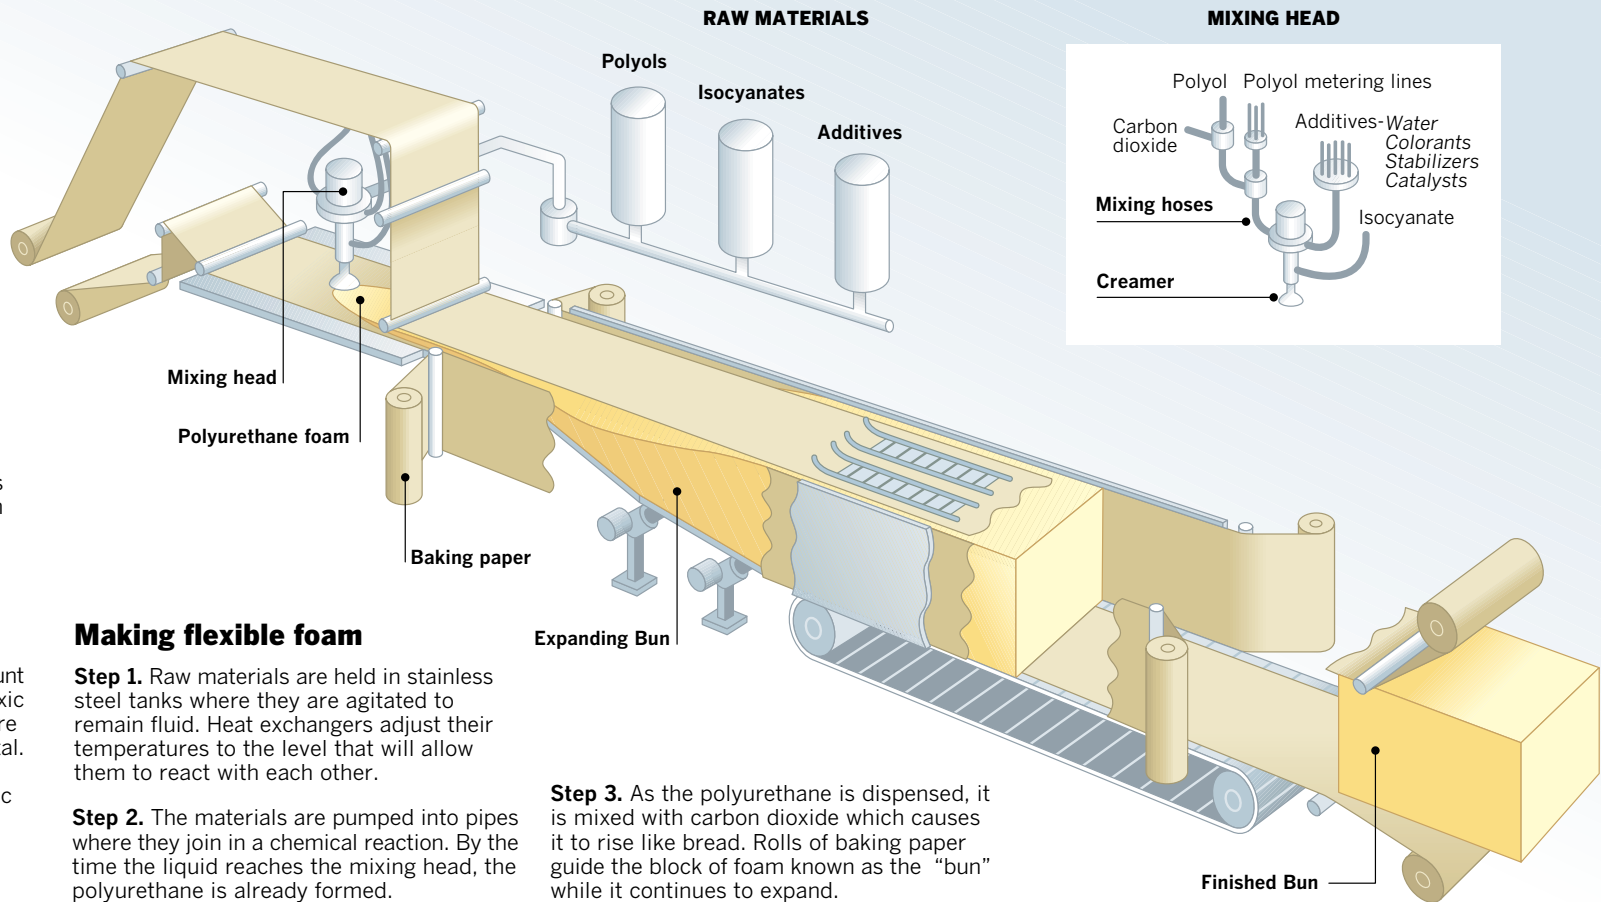 RAW MATERIALS
Polyols
Isocyanates
Additives
MIXING HEAD
Polyol
Polyol metering lines
Carbon
dioxide
Additives-Water
Colorants
Stabilizers
Catalysts
Mixing hoses
Isocyanate
Creamer
Mixing head
Polyurethane foam
Baking paper
Expanding Bun
Finished Bun
Making flexible foam
Step 1. Raw materials are held in stainless
steel tanks where they are agitated to
remain fluid. Heat exchangers adjust their
temperatures to the level that will allow
them to react with each other.
Step 2. The materials are pumped into pipes
where they join in a chemical reaction. By the
time the liquid reaches the mixing head, the
polyurethane is already formed.
Step 3. As the polyurethane is dispensed, it
is mixed with carbon dioxide which causes
it to rise like bread. Rolls of baking paper
guide the block of foam known as the “bun”
while it continues to expand.